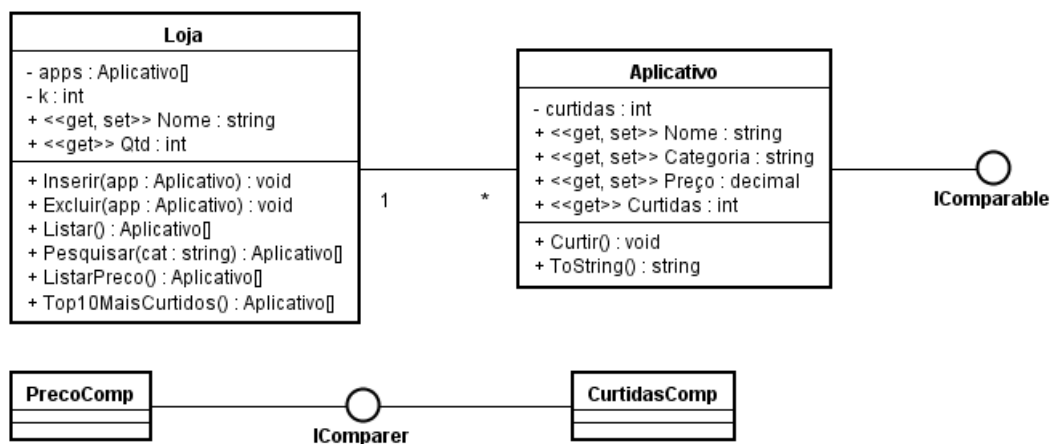 Loja
- apps : Aplicativo[]
- k : int
+ <<get, set>> Nome : string
+ <<get>> Qtd : int
+ Inserir(app : Aplicativo) : void
+ Excluir(app : Aplicativo) : void
+ Listar() : Aplicativo[]
+ Pesquisar(cat : string) : Aplicativo[]
+ ListarPreco() : Aplicativo[]
+ Top10MaisCurtidos() : Aplicativo[]
1
*
Aplicativo
- curtidas : int
+ <<get, set>> Nome : string
+ <<get, set>> Categoria : string
+ <<get, set>> Preço : decimal
+ <<get>> Curtidas : int
+ Curtir() : void
+ ToString() : string
IComparable
PrecoComp
IComparer
CurtidasComp